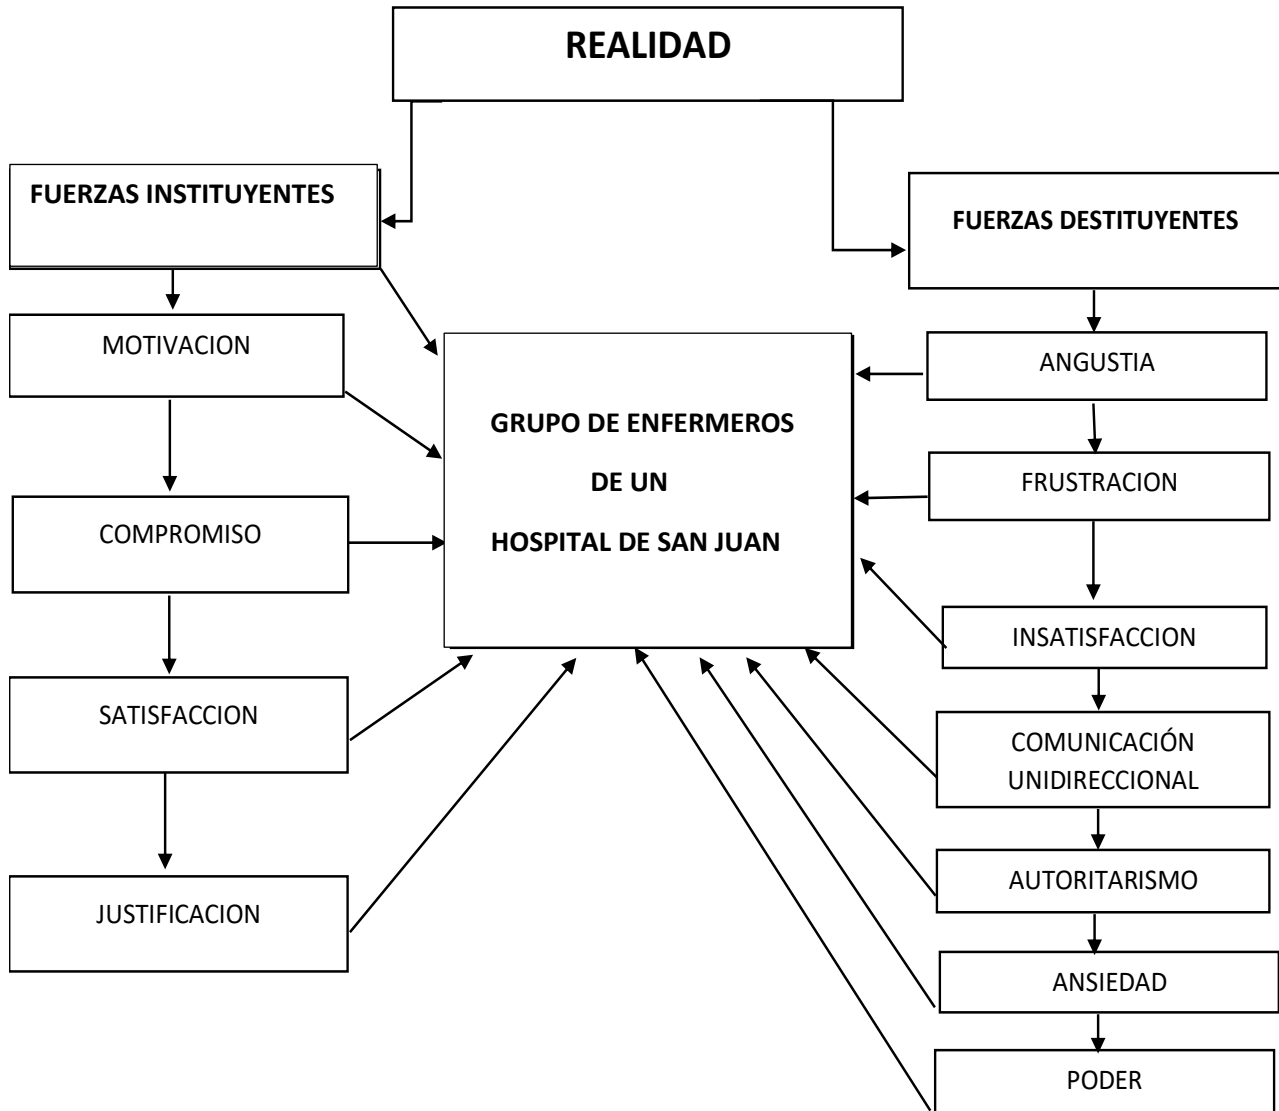 REALIDAD
FUERZAS INSTITUYENTES
MOTIVACION
COMPROMISO
SATISFACCION
JUSTIFICACION
GRUPO DE ENFERMEROS
DE UN
HOSPITAL DE SAN JUAN
FUERZAS DESTITUYENTES
ANGUSTIA
FRUSTRACION
INSATISFACCION
COMUNICACIÓN
UNIDIRECCIONAL
AUTORITARISMO
ANSIEDAD
PODER